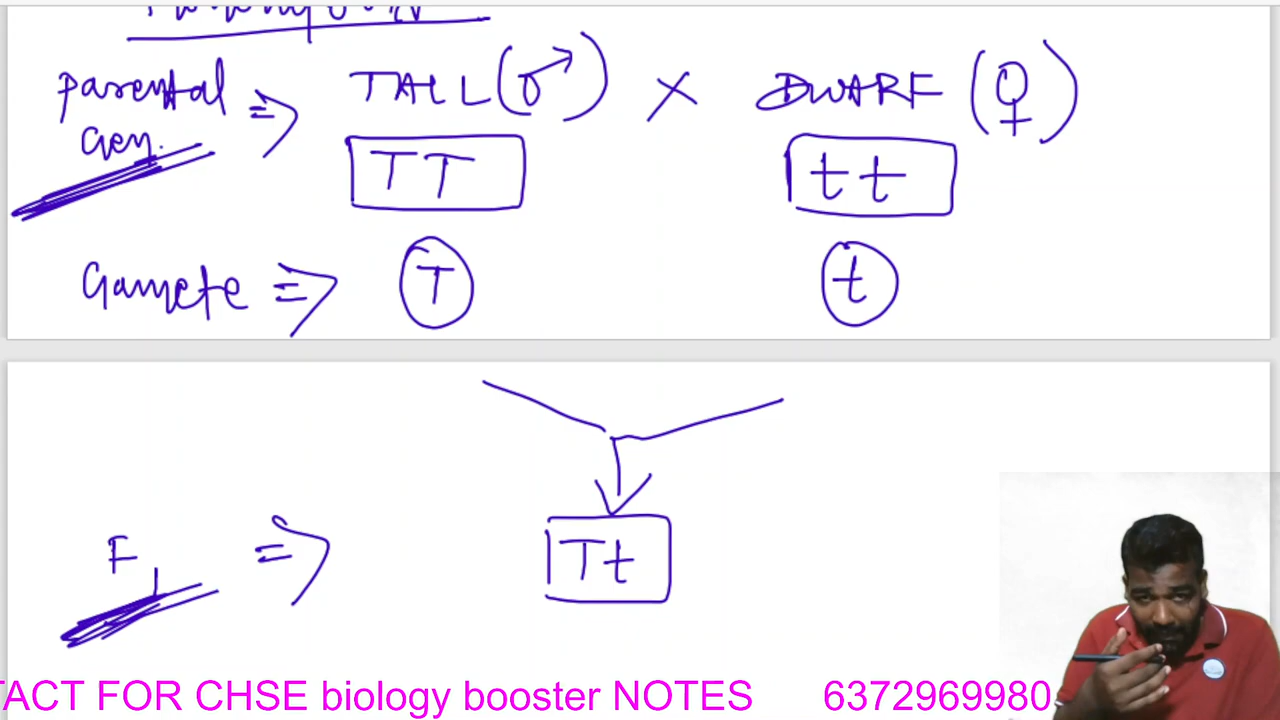 Parental Gen. => TALL (♂) × DWARF (♀)
TT tt
Gamete => T t
F1 => Tt
TACT FOR CHSE biology booster NOTES 6372969980